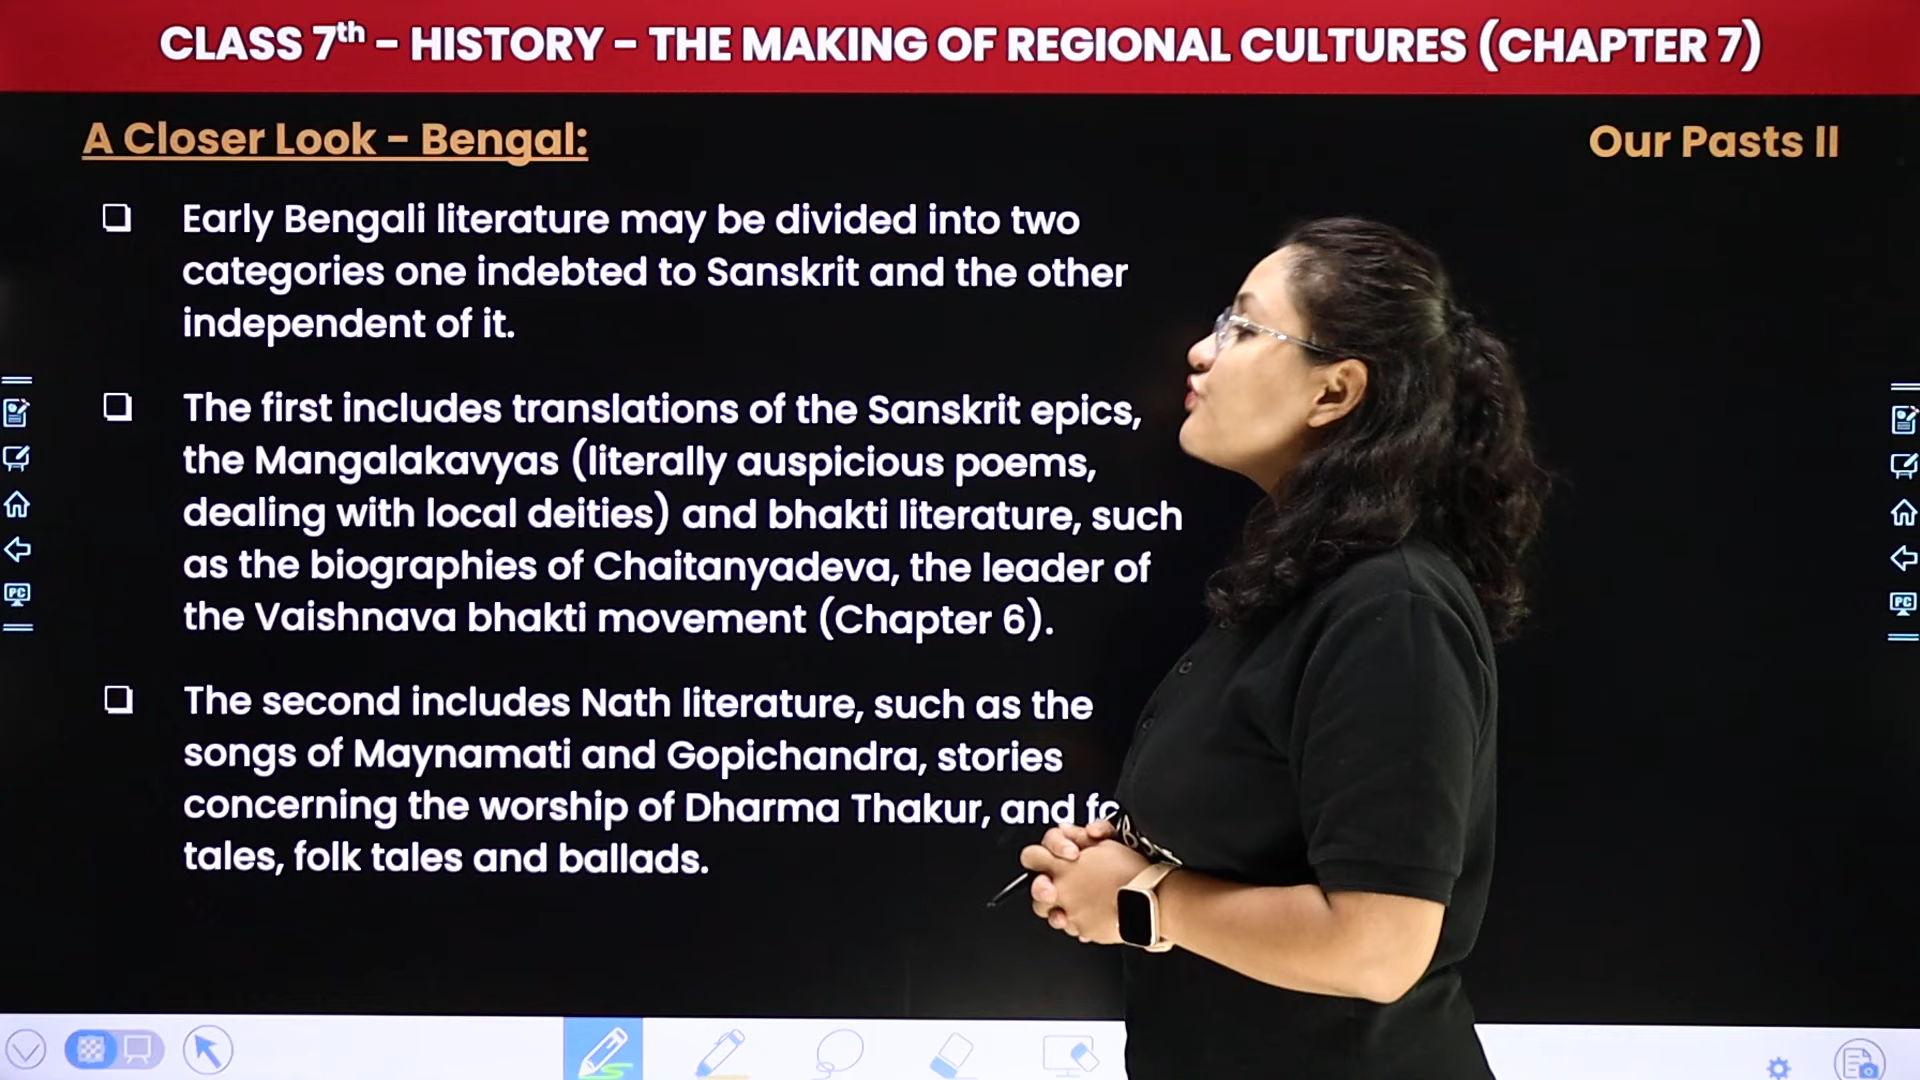 CLASS 7th - HISTORY - THE MAKING OF REGIONAL CULTURES (CHAPTER 7)
A Closer Look - Bengal:
Our Pasts II
Early Bengali literature may be divided into two
categories one indebted to Sanskrit and the other
independent of it.
The first includes translations of the Sanskrit epics,
the Mangalakavyas (literally auspicious poems,
dealing with local deities) and bhakti literature, such
as the biographies of Chaitanyadeva, the leader of
the Vaishnava bhakti movement (Chapter 6).
The second includes Nath literature, such as the
songs of Maynamati and Gopichandra, stories
concerning the worship of Dharma Thakur, and
tales, folk tales and ballads.
PC
PC